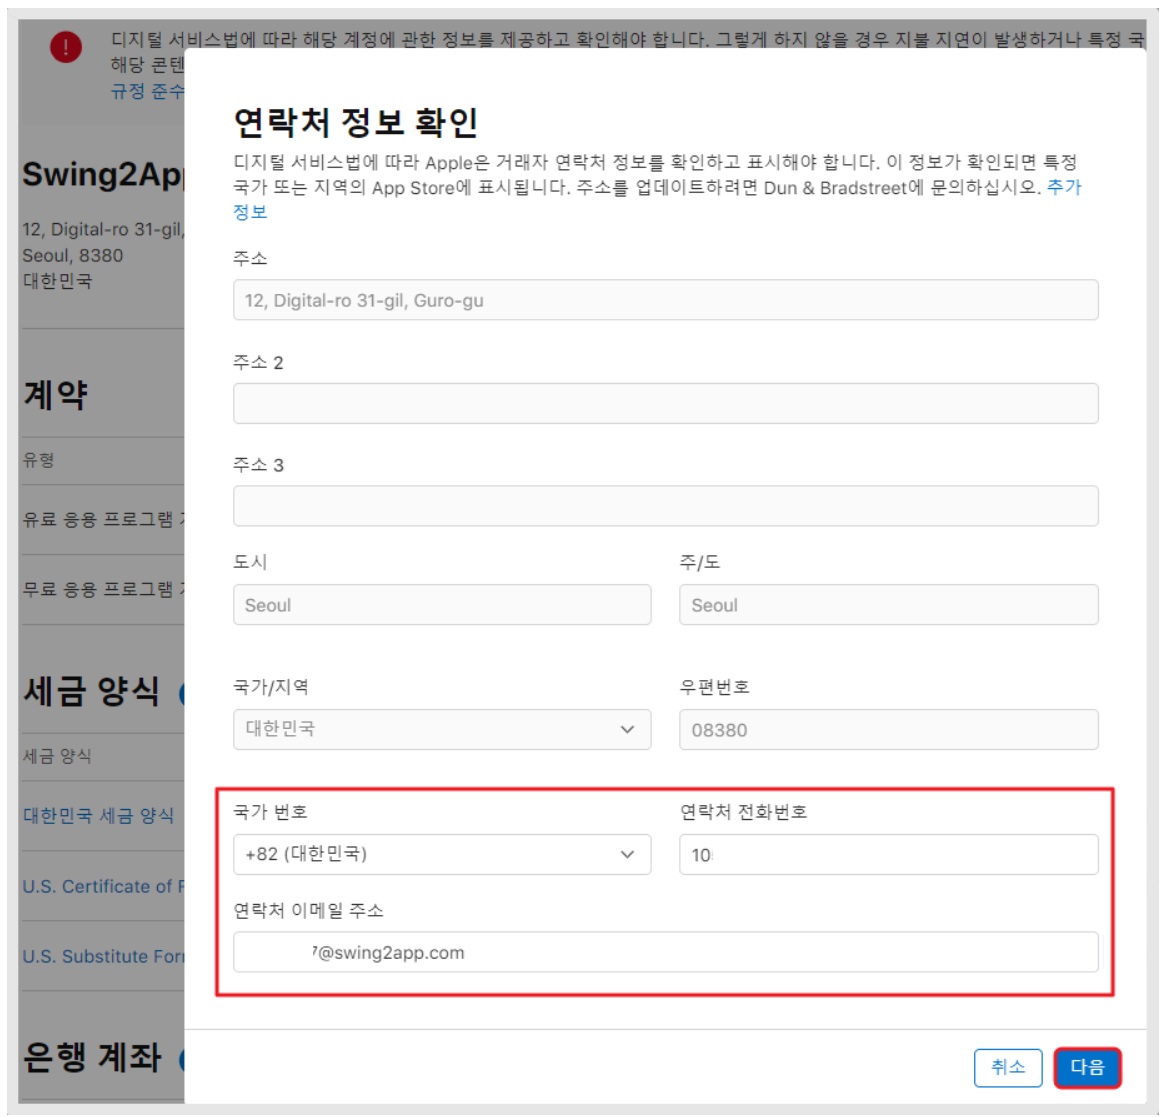 디지털 서비스법에 따라 해당 계정에 관한 정보를 제공하고 확인해야 합니다. 그렇게 하지 않을 경우 지불 지연이 발생하거나 특정 국
해당 콘텐
규정 준수
연락처 정보 확인
디지털 서비스법에 따라 Apple은 거래자 연락처 정보를 확인하고 표시해야 합니다. 이 정보가 확인되면 특정
국가 또는 지역의 App Store에 표시됩니다. 주소를 업데이트하려면 Dun & Bradstreet에 문의하십시오. 추가
정보
주소
12, Digital-ro 31-gil, Guro-gu
주소 2
주소 3
도시
주/도
Seoul
Seoul
국가/지역
우편번호
대한민국
08380
국가 번호
연락처 전화번호
+82 (대한민국)
10
연락처 이메일 주소
7@swing2app.com
취소
다음
Swing2Ap
12, Digital-ro 31-gil,
Seoul, 8380
대한민국
계약
유형
유료 응용 프로그램
무료 응용 프로그램
세금 양식
세금 양식
대한민국 세금 양식
U.S. Certificate of
U.S. Substitute For
은행 계좌